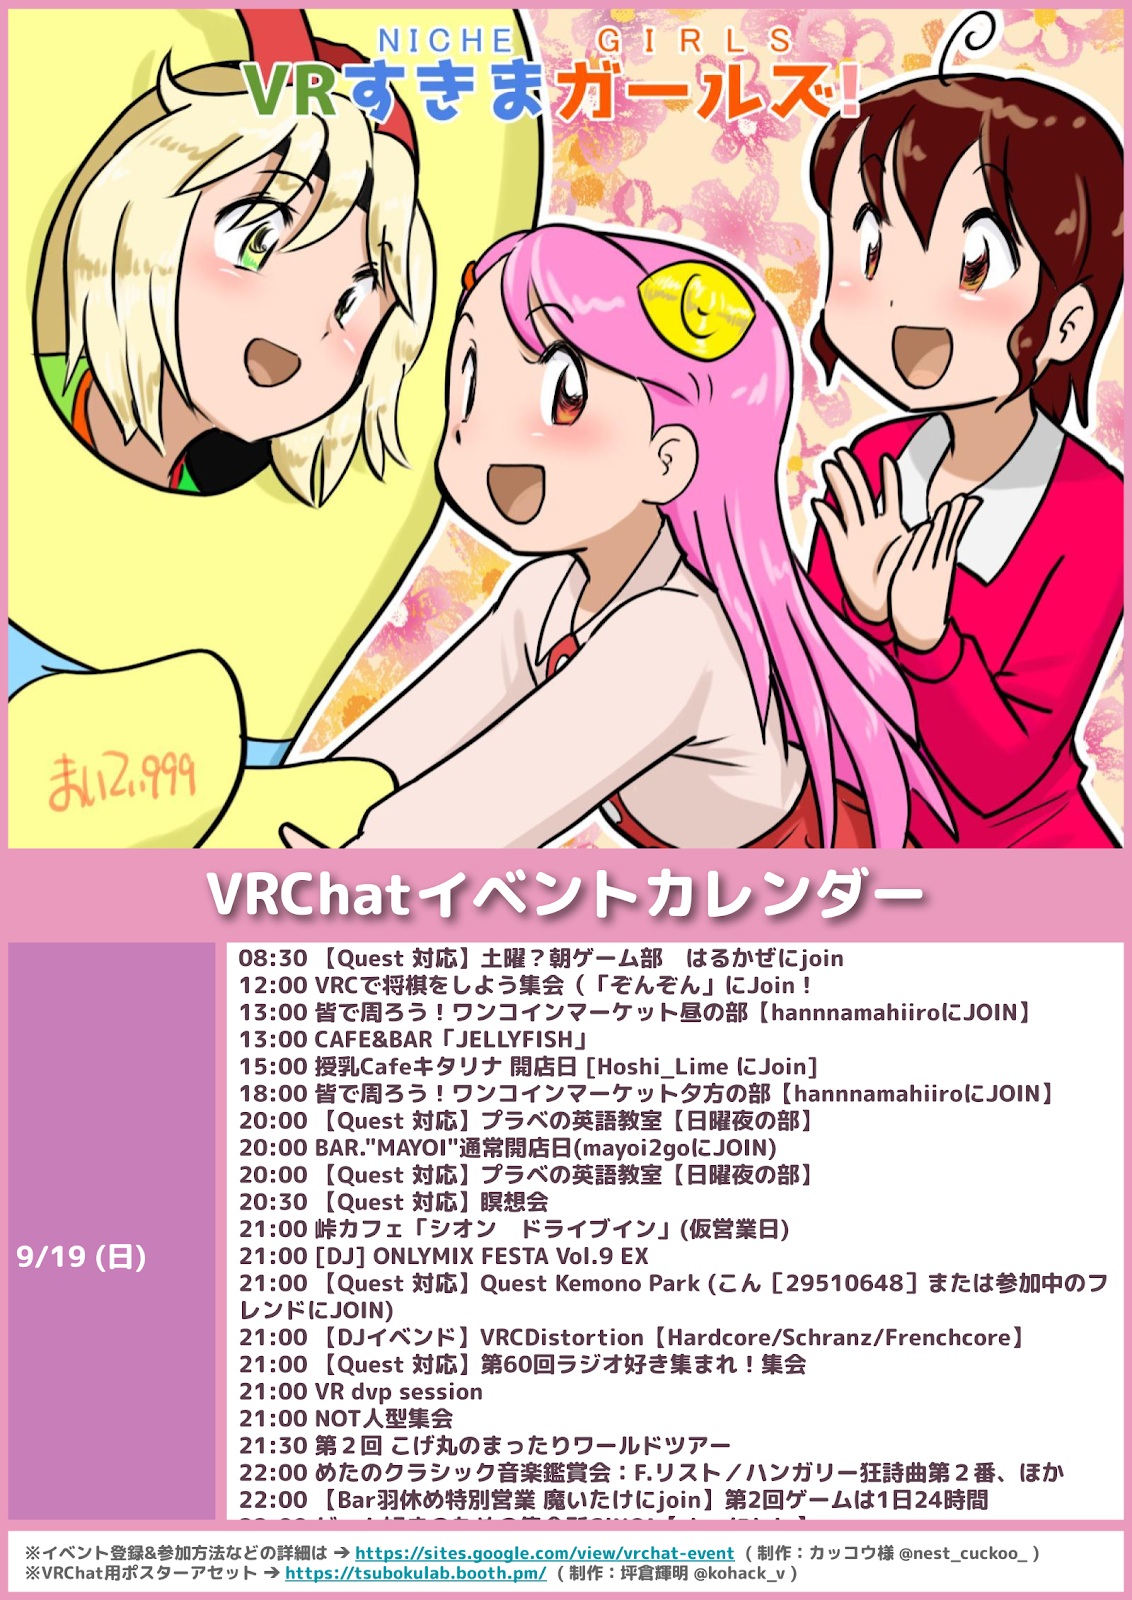 NICHE GIRLS
VRすきまガールズ!
まいてぃ999
VRChatイベントカレンダー
9/19 (日)
08:30 【Quest 対応】土曜？朝ゲーム部　はるかぜにjoin
12:00 VRCで将棋をしよう集会（「ぞんぞん」にJoin！
13:00 皆で周ろう！ワンコインマーケット昼の部【hannnamahiiroにJOIN】
13:00 CAFE&BAR「JELLYFISH」
15:00 授乳Cafeキタリナ 開店日 [Hoshi_Lime にJoin]
18:00 皆で周ろう！ワンコインマーケット夕方の部【hannnamahiiroにJOIN】
20:00 【Quest 対応】プラベの英語教室【日曜夜の部】
20:00 BAR."MAYOI"通常開店日(mayoi2goにJOIN)
20:00 【Quest 対応】プラベの英語教室【日曜夜の部】
20:30 【Quest 対応】瞑想会
21:00 峠カフェ「シオン　ドライブイン」(仮営業日)
21:00 [DJ] ONLYMIX FESTA Vol.9 EX
21:00 【Quest 対応】Quest Kemono Park (こん［29510648］または参加中のフ
レンドにJOIN)
21:00 【DJイベンド】VRCDistortion【Hardcore/Schranz/Frenchcore】
21:00 【Quest 対応】第60回ラジオ好き集まれ！集会
21:00 VR dvp session
21:00 NOT人型集会
21:30 第２回 こげ丸のまったりワールドツアー
22:00 めたのクラシック音楽鑑賞会：F.リスト／ハンガリー狂詩曲第２番、ほか
22:00 【Bar羽休め特別営業 魔いたけにjoin】第2回ゲームは1日24時間
※イベント登録&参加方法などの詳細は → https://sites.google.com/view/vrchat-event ( 制作：カッコウ様 @nest_cuckoo_ )
※VRChat用ポスターアセット → https://tsubokulab.booth.pm/ ( 制作：坪倉輝明 @kohack_v )